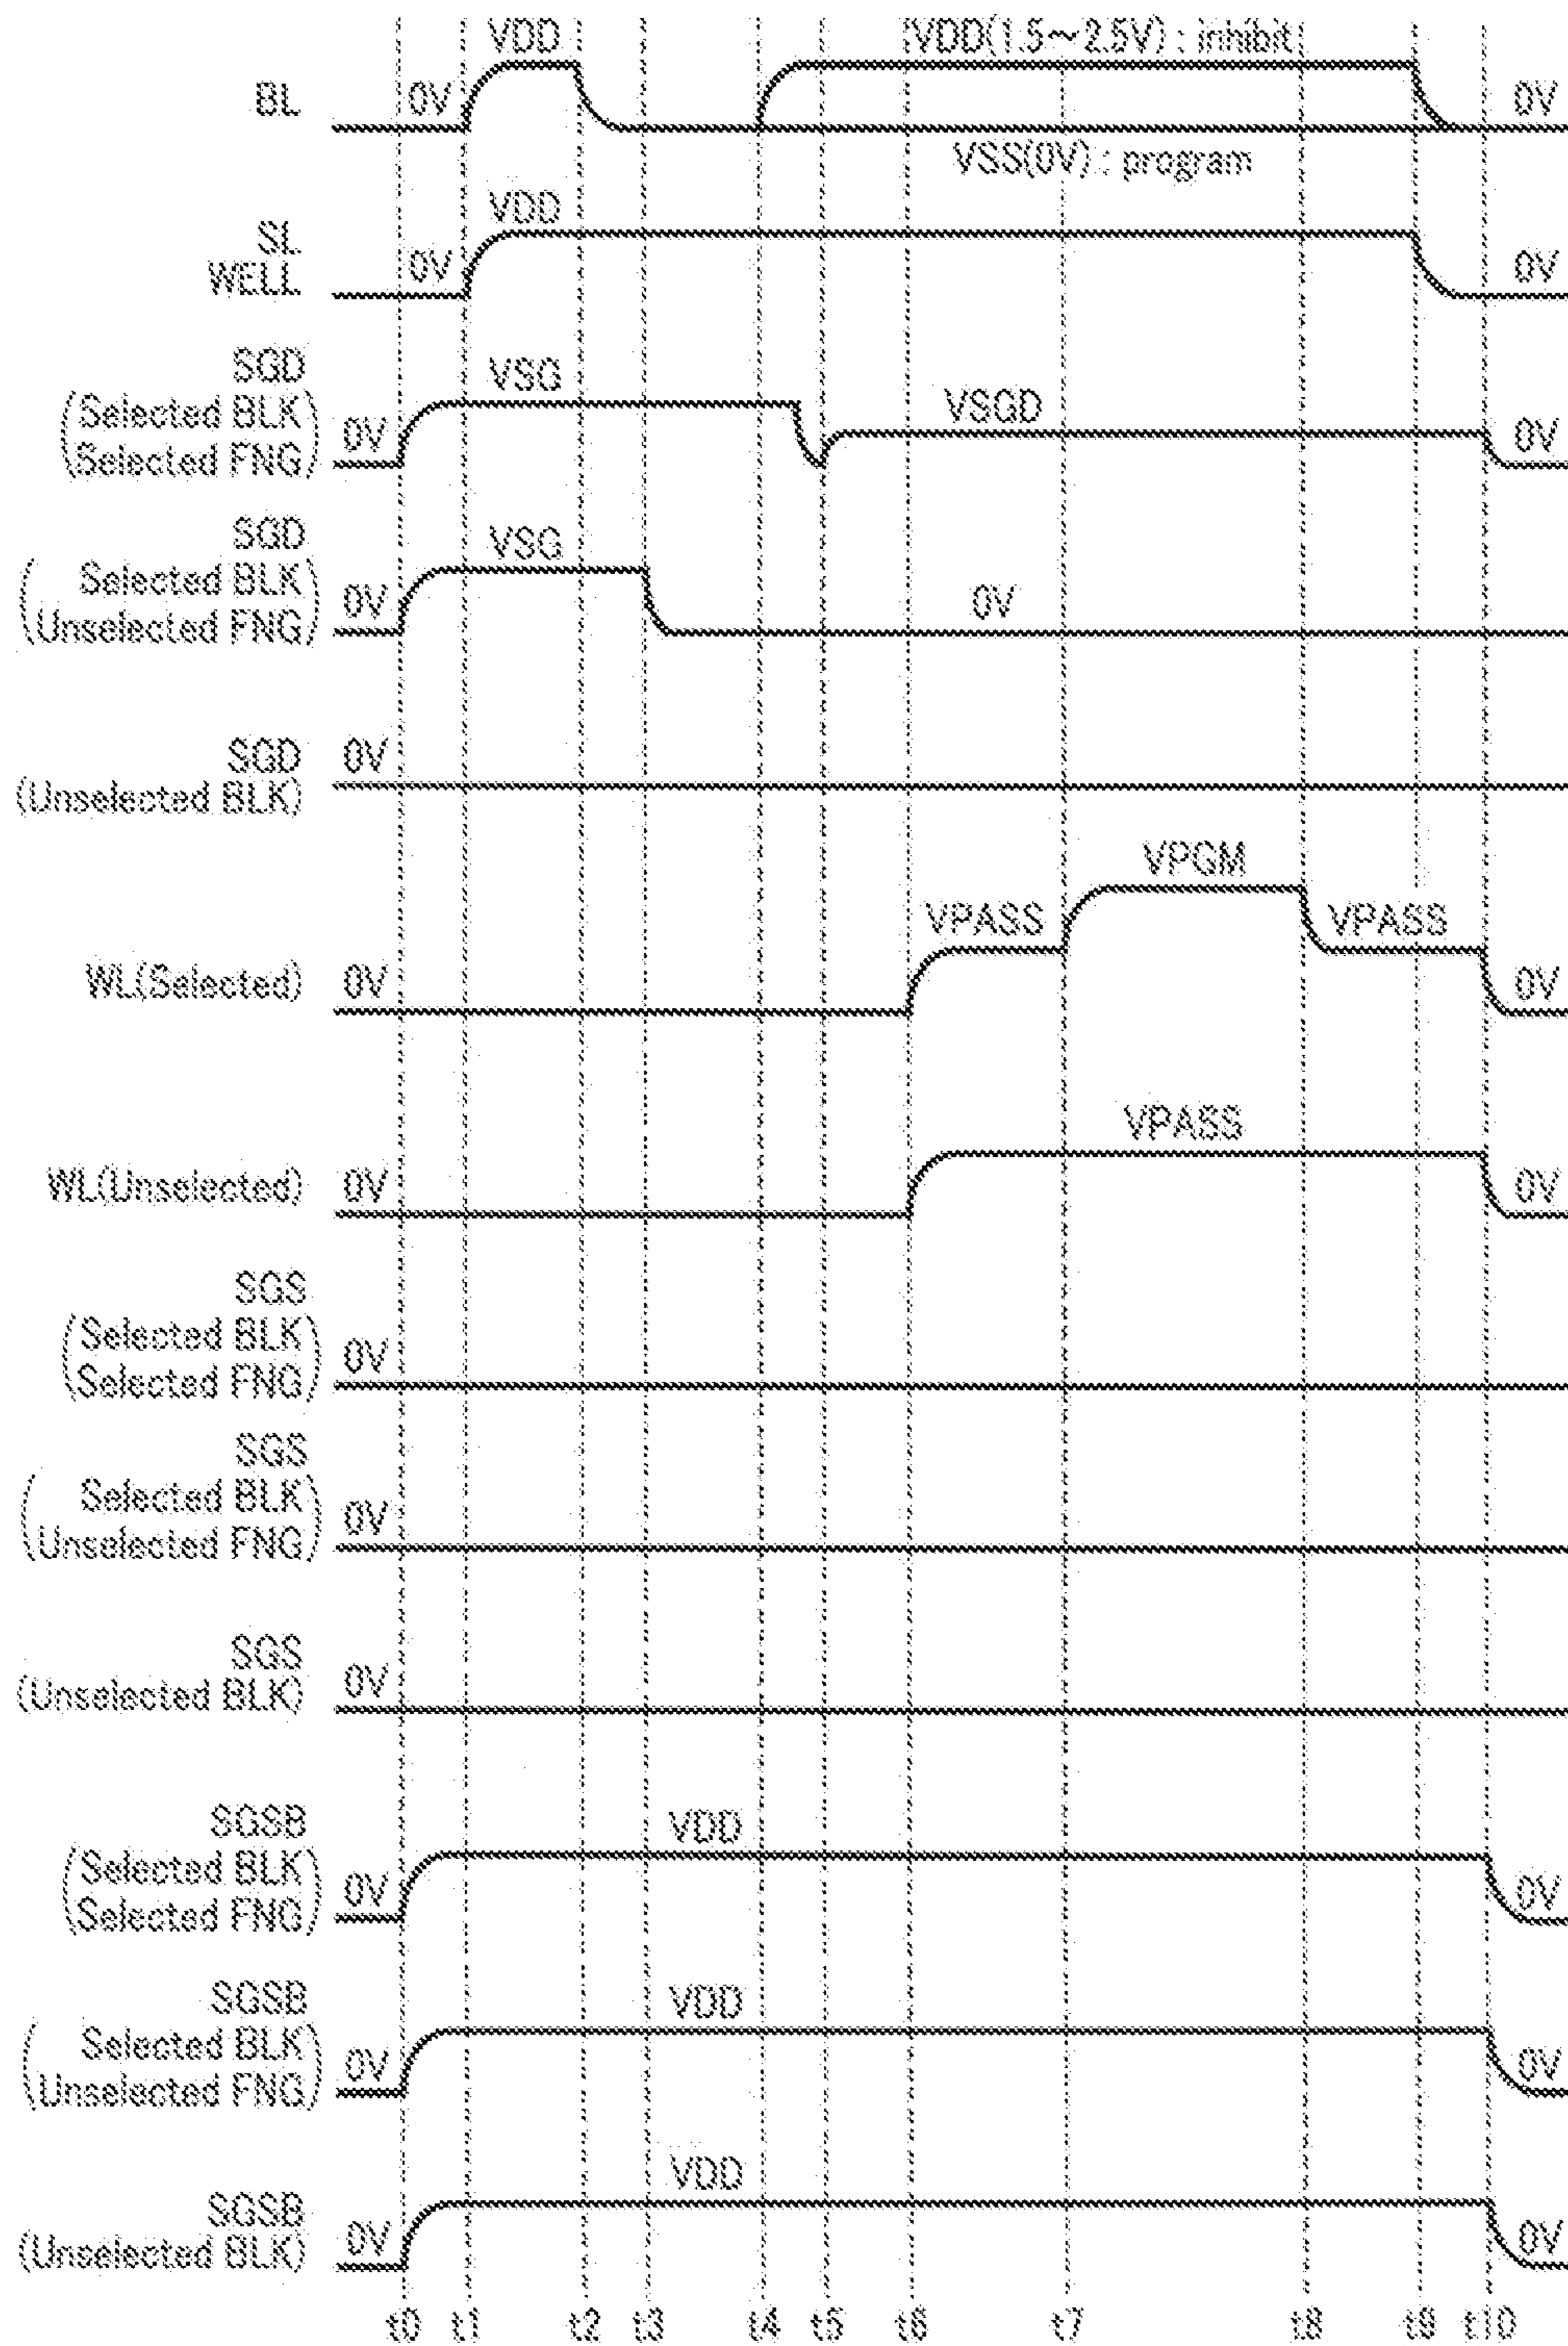 VDD VDD(1.5～2.5V) : inhibit
BL 0V 0V
VSS(0V) : program
VDD
SL
WELL 0V 0V
SGD VSG
(Selected BLK
Selected FNG) 0V VSGD 0V
SGD VSG
(Selected BLK
Unselected FNG) 0V 0V
SGD 0V
(Unselected BLK)
VPGM
VPASS VPASS
WL(Selected) 0V 0V
VPASS
WL(Unselected) 0V 0V
SGS
(Selected BLK
Selected FNG) 0V
SGS
(Selected BLK
Unselected FNG) 0V
SGS
(Unselected BLK) 0V
SGSB VDD
(Selected BLK
Selected FNG) 0V 0V
SGSB VDD
(Selected BLK
Unselected FNG) 0V 0V
VDD
SGSB
(Unselected BLK) 0V 0V
t0 t1 t2 t3 t4 t5 t6 t7 t8 t9 t10